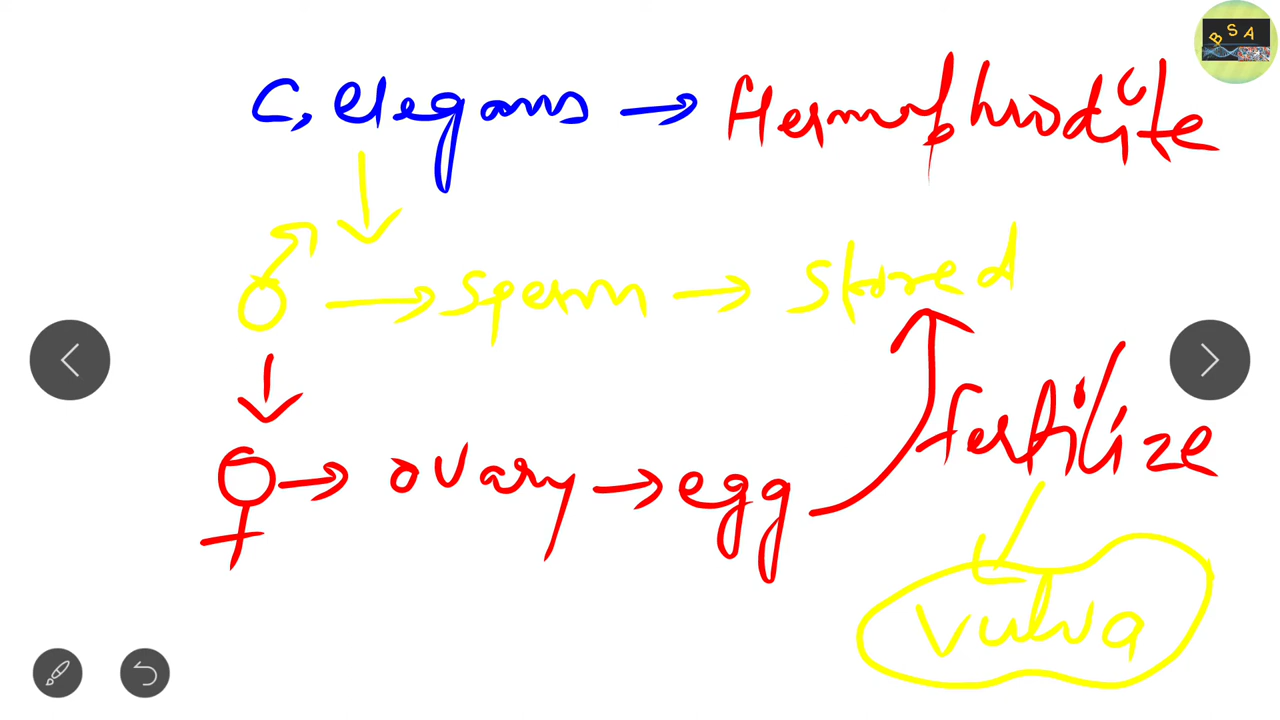 BSA
C. elegans → Hermaphrodite
♂ → sperm → stored
fertilize
♀ → ovary → egg
vulva